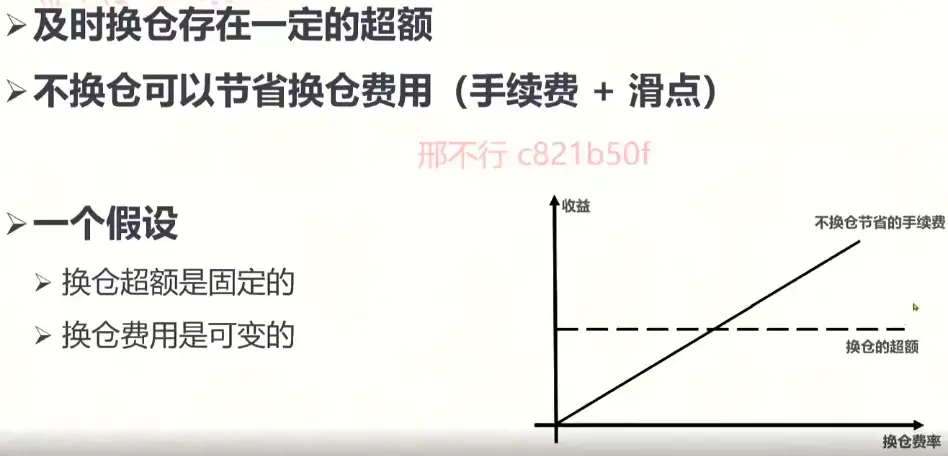 及时换仓存在一定的超额
不换仓可以节省换仓费用（手续费 + 滑点）
邢不行 c821b50f
一个假设
换仓超额是固定的
换仓费用是可变的
收益
不换仓节省的手续费
换仓的超额
换仓费率